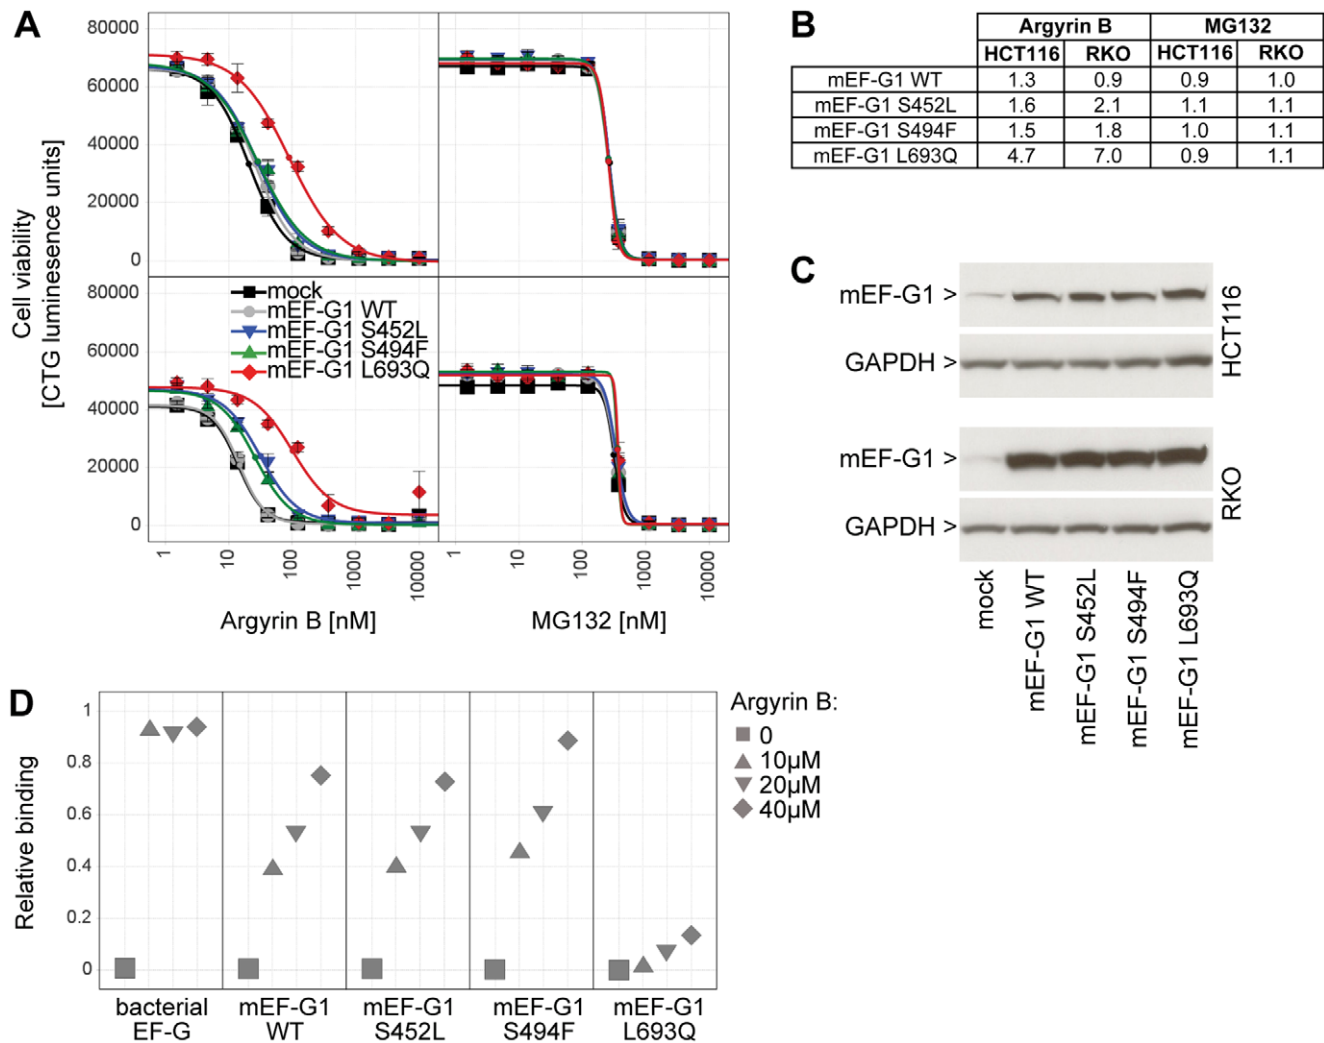 A
80000
60000
40000
20000
0
80000
60000
40000
20000
0
Cell viability
[CTG luminesence units]
mock
mEF-G1 WT
mEF-G1 S452L
mEF-G1 S494F
mEF-G1 L693Q
1
10
100
1000
10000
1
10
100
1000
10000
Argyrin B [nM]
MG132 [nM]
B
Argyrin B MG132
HCT116 RKO HCT116 RKO
mEF-G1 WT 1.3 0.9 0.9 1.0
mEF-G1 S452L 1.6 2.1 1.1 1.1
mEF-G1 S494F 1.5 1.8 1.0 1.1
mEF-G1 L693Q 4.7 7.0 0.9 1.1
C
mEF-G1 >
GAPDH >
HCT116
mEF-G1 >
GAPDH >
RKO
mock
mEF-G1 WT
mEF-G1 S452L
mEF-G1 S494F
mEF-G1 L693Q
D
Relative binding
1
0.8
0.6
0.4
0.2
0
bacterial
EF-G
mEF-G1
WT
mEF-G1
S452L
mEF-G1
S494F
mEF-G1
L693Q
Argyrin B:
0
10µM
20µM
40µM